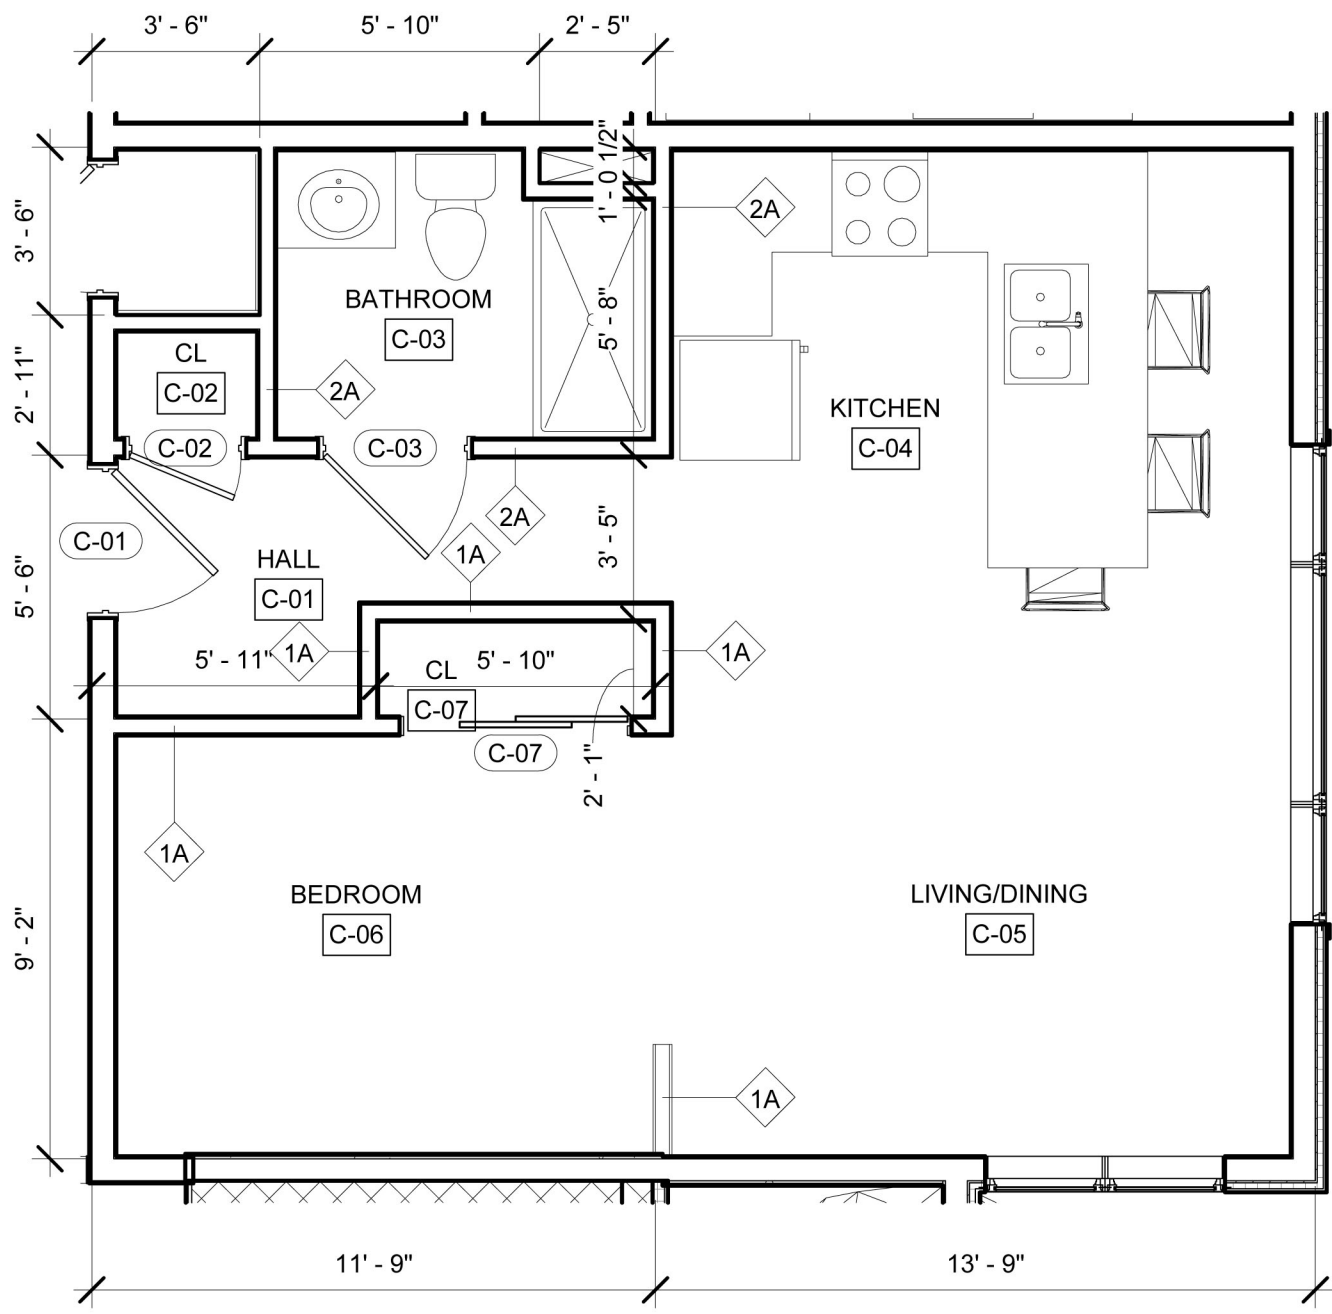 3' - 6"
5' - 10"
2' - 5"
1' - 0 1/2"
3' - 6"
2A
BATHROOM
C-03
5' - 8"
CL
C-02
2A
2' - 11"
KITCHEN
C-04
C-02
C-03
2A
C-01
1A
3' - 5"
HALL
C-01
5' - 6"
5' - 11"
1A
CL
C-07
5' - 10"
1A
C-07
2' - 1"
1A
BEDROOM
C-06
LIVING/DINING
C-05
9' - 2"
1A
11' - 9"
13' - 9"